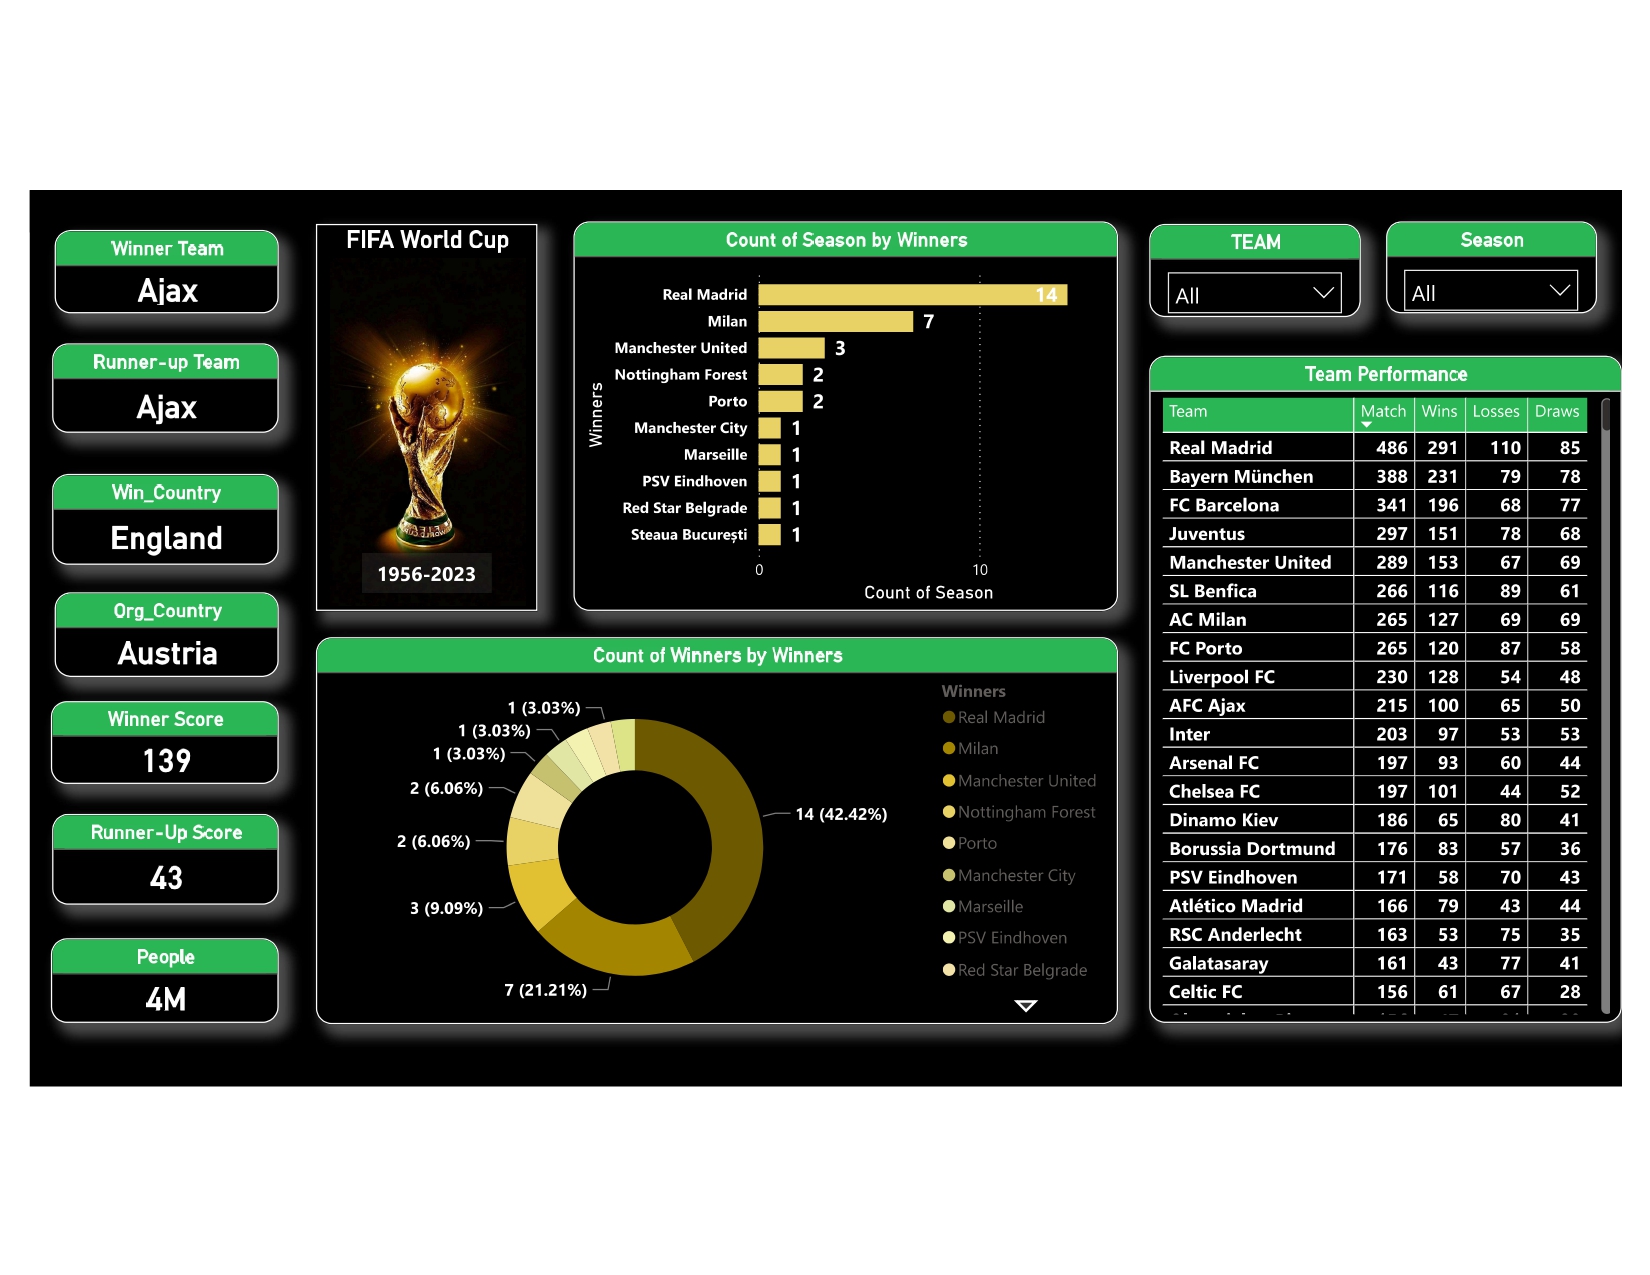 Winner Team
Ajax
Runner-up Team
Ajax
Win_Country
England
Org_Country
Austria
Winner Score
139
Runner-Up Score
43
People
4M
FIFA World Cup
1956-2023
Count of Season by Winners
Winners
Real Madrid 14
Milan 7
Manchester United 3
Nottingham Forest 2
Porto 2
Manchester City 1
Marseille 1
PSV Eindhoven 1
Red Star Belgrade 1
Steaua București 1
0 10
Count of Season
Count of Winners by Winners
1 (3.03%)
1 (3.03%)
1 (3.03%)
2 (6.06%)
2 (6.06%)
3 (9.09%)
7 (21.21%)
14 (42.42%)
Winners
Real Madrid
Milan
Manchester United
Nottingham Forest
Porto
Manchester City
Marseille
PSV Eindhoven
Red Star Belgrade
TEAM
All
Season
All
Team Performance
Team Match Wins Losses Draws
Real Madrid 486 291 110 85
Bayern München 388 231 79 78
FC Barcelona 341 196 68 77
Juventus 297 151 78 68
Manchester United 289 153 67 69
SL Benfica 266 116 89 61
AC Milan 265 127 69 69
FC Porto 265 120 87 58
Liverpool FC 230 128 54 48
AFC Ajax 215 100 65 50
Inter 203 97 53 53
Arsenal FC 197 93 60 44
Chelsea FC 197 101 44 52
Dinamo Kiev 186 65 80 41
Borussia Dortmund 176 83 57 36
PSV Eindhoven 171 58 70 43
Atlético Madrid 166 79 43 44
RSC Anderlecht 163 53 75 35
Galatasaray 161 43 77 41
Celtic FC 156 61 67 28